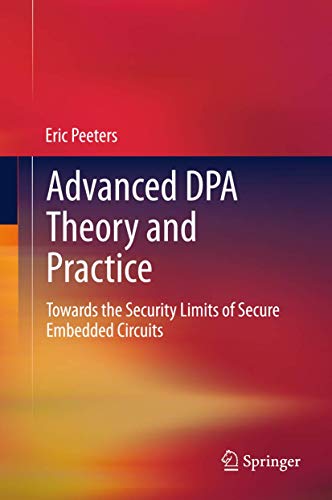 Eric Peeters
Advanced DPA
Theory and
Practice
Towards the Security Limits of Secure
Embedded Circuits
Springer